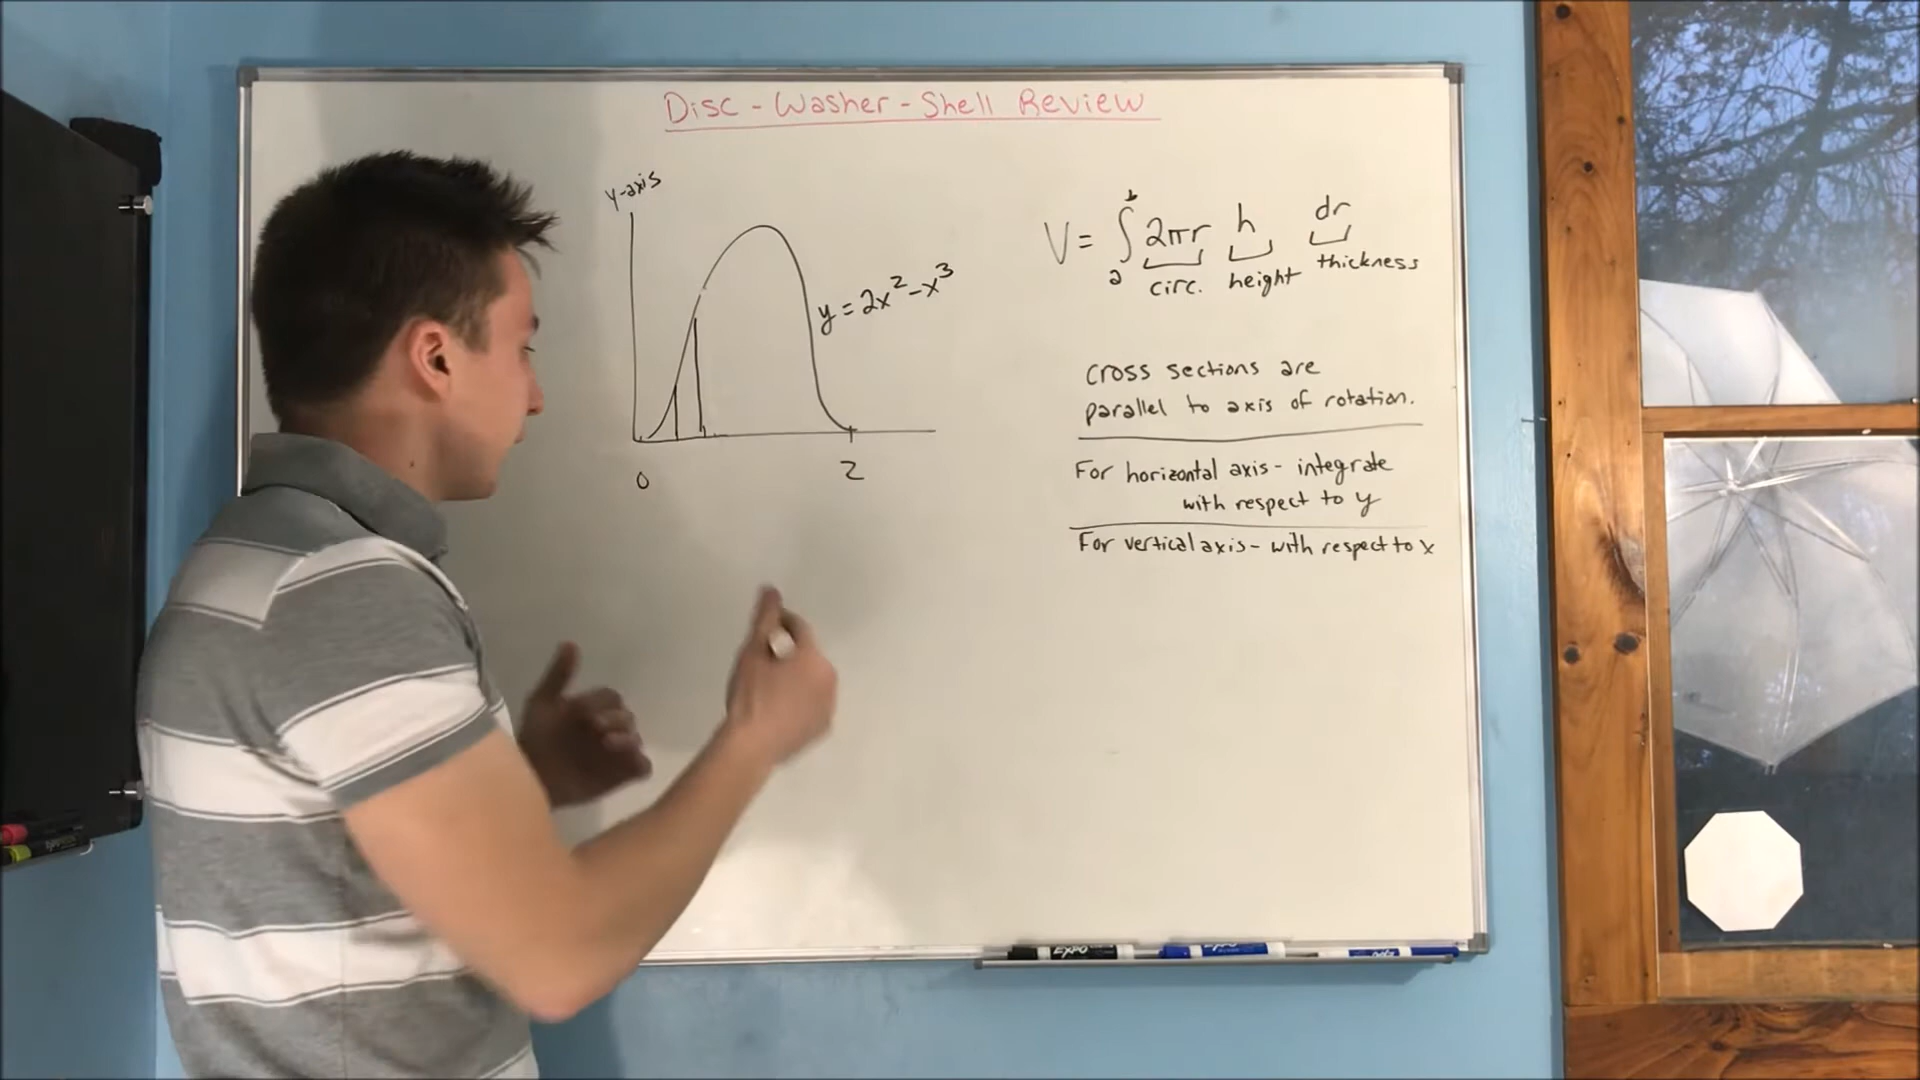 Disc - Washer - Shell Review
y-axis
y = 2x² - x³
0
2
V = ∫ 2πr h dr
b
a
circ. height thickness
cross sections are
parallel to axis of rotation.
For horizontal axis - integrate
with respect to y
For vertical axis - with respect to x
EXPO
EXPO